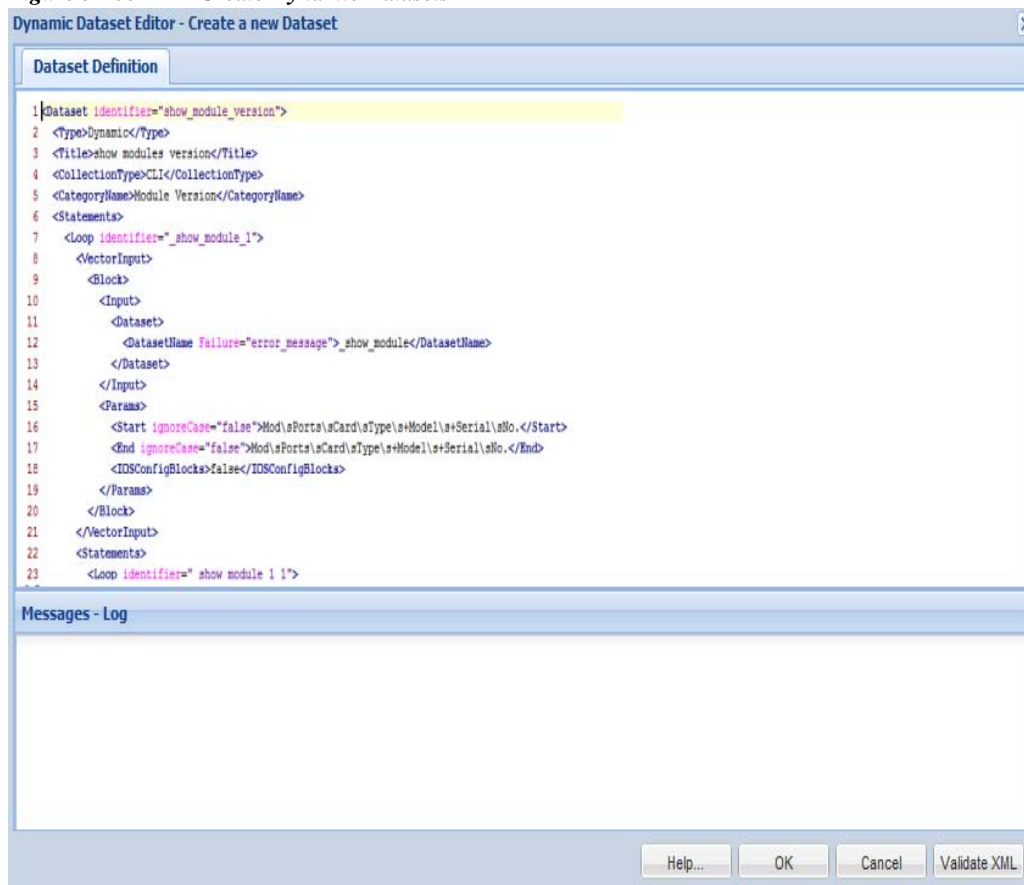 Dynamic Dataset Editor - Create a new Dataset
Dataset Definition
1 <Dataset identifier="show_module_version">
2 <Type>Dynamic</Type>
3 <Title>show modules version</Title>
4 <CollectionType>CLI</CollectionType>
5 <CategoryName>Module Version</CategoryName>
6 <Statements>
7 <Loop identifier="_show_module_1">
8 <VectorInput>
9 <Block>
10 <Input>
11 <Dataset>
12 <DatasetName Failure="error_message">_show_module</DatasetName>
13 </Dataset>
14 </Input>
15 <Params>
16 <Start ignoreCase="false">Mod\sPorts\sCard\sType\s+Model\s+Serial\sNo.</Start>
17 <End ignoreCase="false">Mod\sPorts\sCard\sType\s+Model\s+Serial\sNo.</End>
18 <IOSConfigBlocks>false</IOSConfigBlocks>
19 </Params>
20 </Block>
21 </VectorInput>
22 <Statements>
23 <Loop identifier=" show module 1 1">
Messages - Log
Help... OK Cancel Validate XML